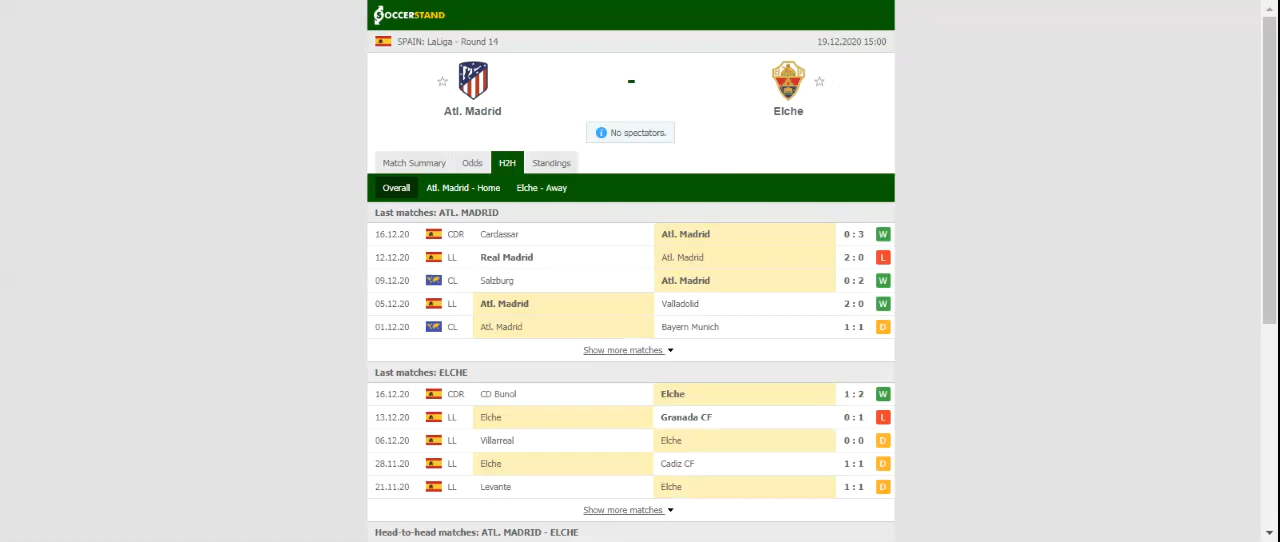 SOCCERSTAND
SPAIN: LaLiga - Round 14 19.12.2020 15:00
-
Atl. Madrid Elche
i No spectators.
Match Summary Odds H2H Standings
Overall Atl. Madrid - Home Elche - Away
Last matches: ATL. MADRID
16.12.20 CDR Cardassar Atl. Madrid 0 : 3 W
12.12.20 LL Real Madrid Atl. Madrid 2 : 0 L
09.12.20 CL Salzburg Atl. Madrid 0 : 2 W
05.12.20 LL Atl. Madrid Valladolid 2 : 0 W
01.12.20 CL Atl. Madrid Bayern Munich 1 : 1 D
Show more matches
Last matches: ELCHE
16.12.20 CDR CD Bunol Elche 1 : 2 W
13.12.20 LL Elche Granada CF 0 : 1 L
06.12.20 LL Villarreal Elche 0 : 0 D
28.11.20 LL Elche Cadiz CF 1 : 1 D
21.11.20 LL Levante Elche 1 : 1 D
Show more matches
Head-to-head matches: ATL. MADRID - ELCHE